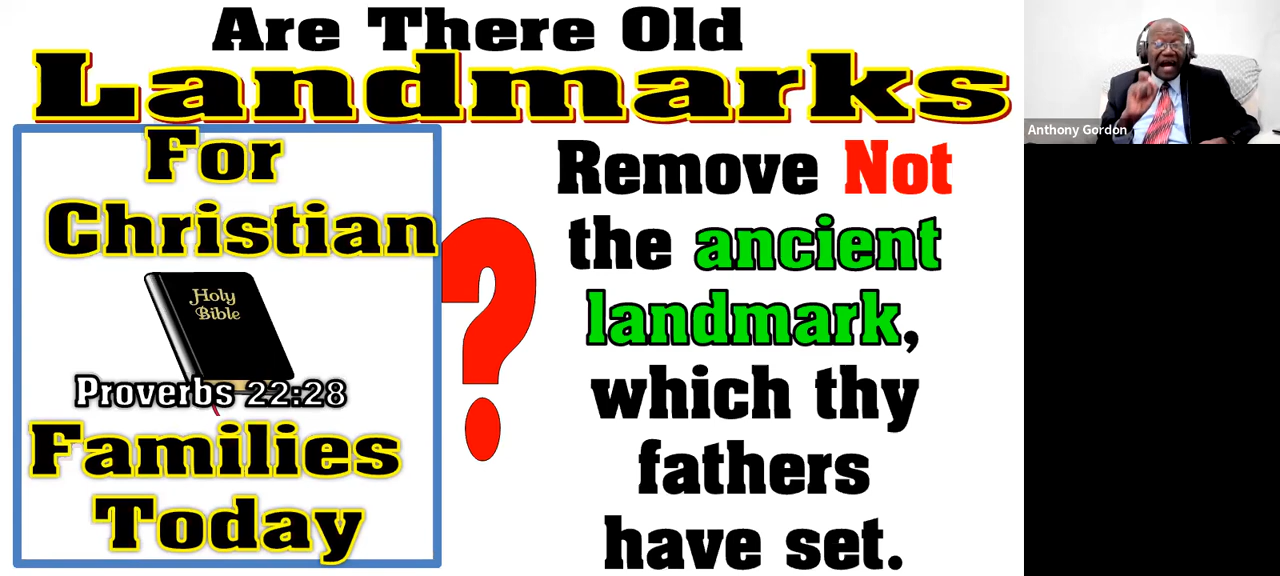 Are There Old
Landmarks
For
Christian
Holy
Bible
Proverbs 22:28
Families
Today
?
Remove Not
the ancient
landmark,
which thy
fathers
have set.
Anthony Gordon